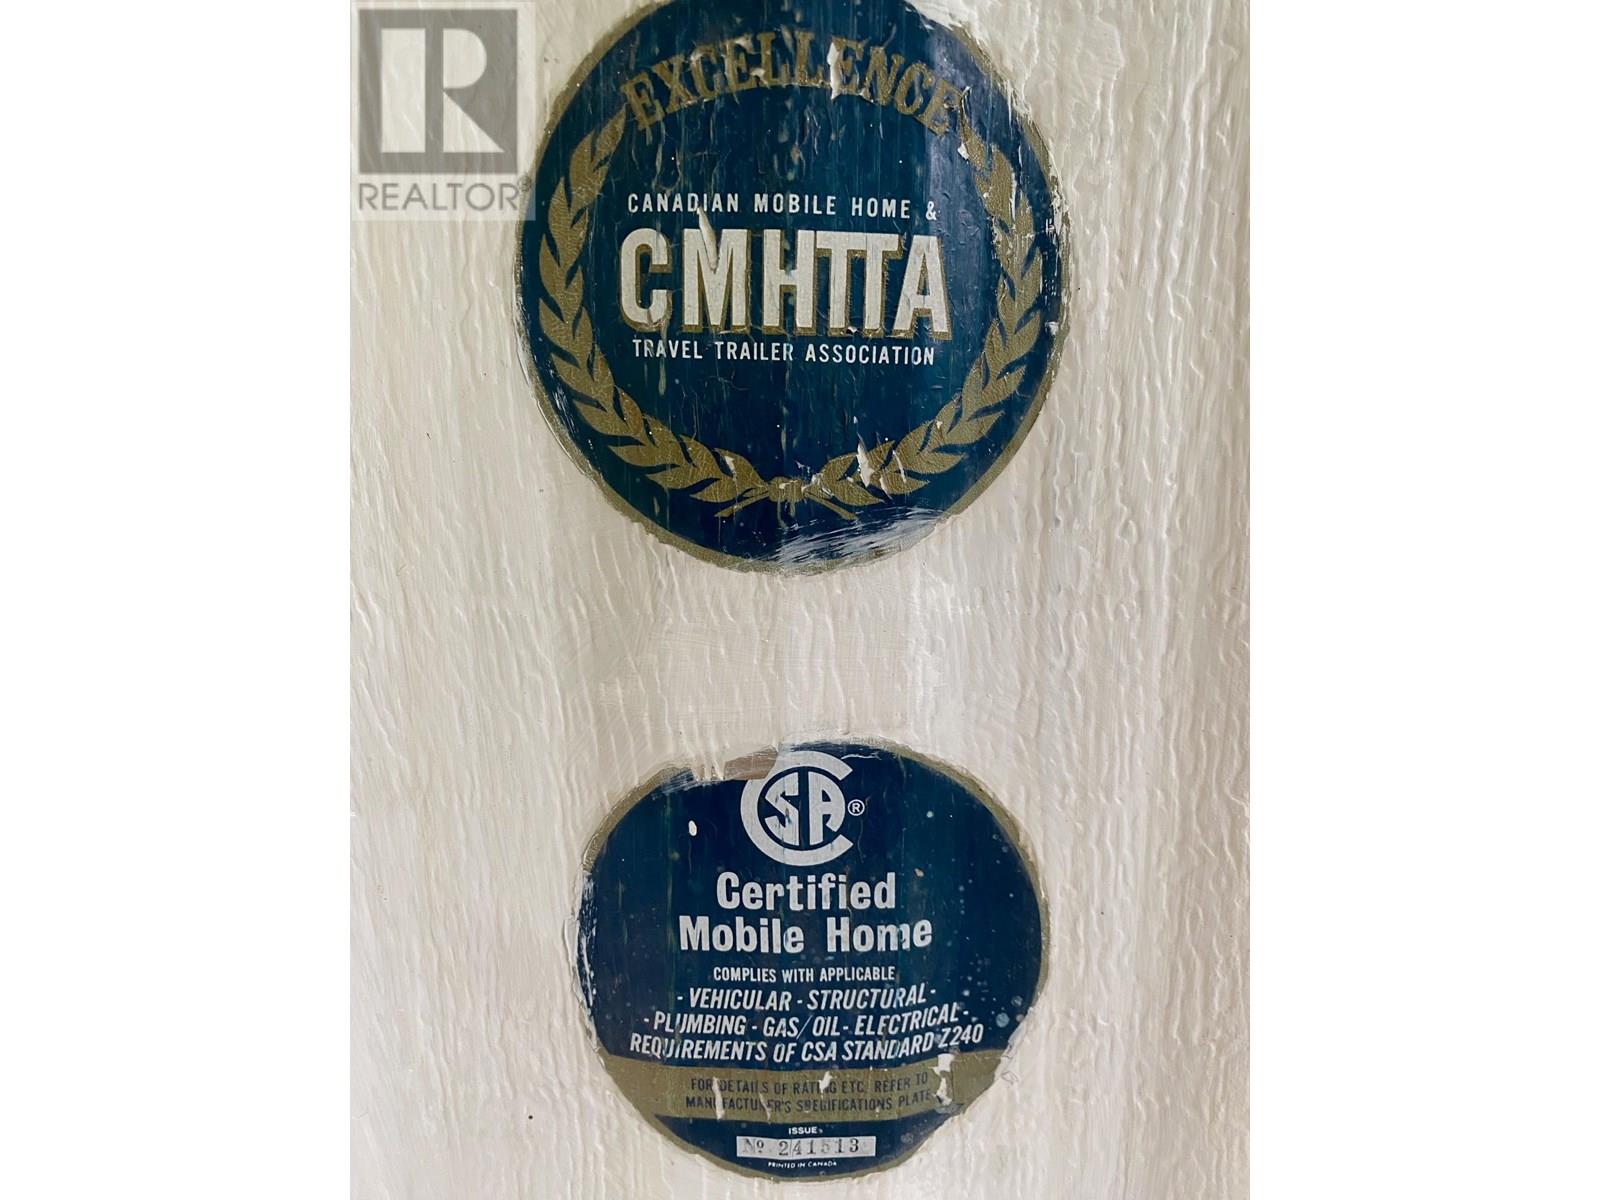 REALTOR®
EXCELLENCE
CANADIAN MOBILE HOME &
CMHTTA
TRAVEL TRAILER ASSOCIATION
CSA®
Certified
Mobile Home
COMPLIES WITH APPLICABLE
- VEHICULAR - STRUCTURAL -
- PLUMBING - GAS/OIL - ELECTRICAL -
REQUIREMENTS OF CSA STANDARD Z240
FOR DETAILS OF RATING ETC. REFER TO
MANUFACTURER'S SPECIFICATIONS PLATE
ISSUE
Nº 241513
PRINTED IN CANADA